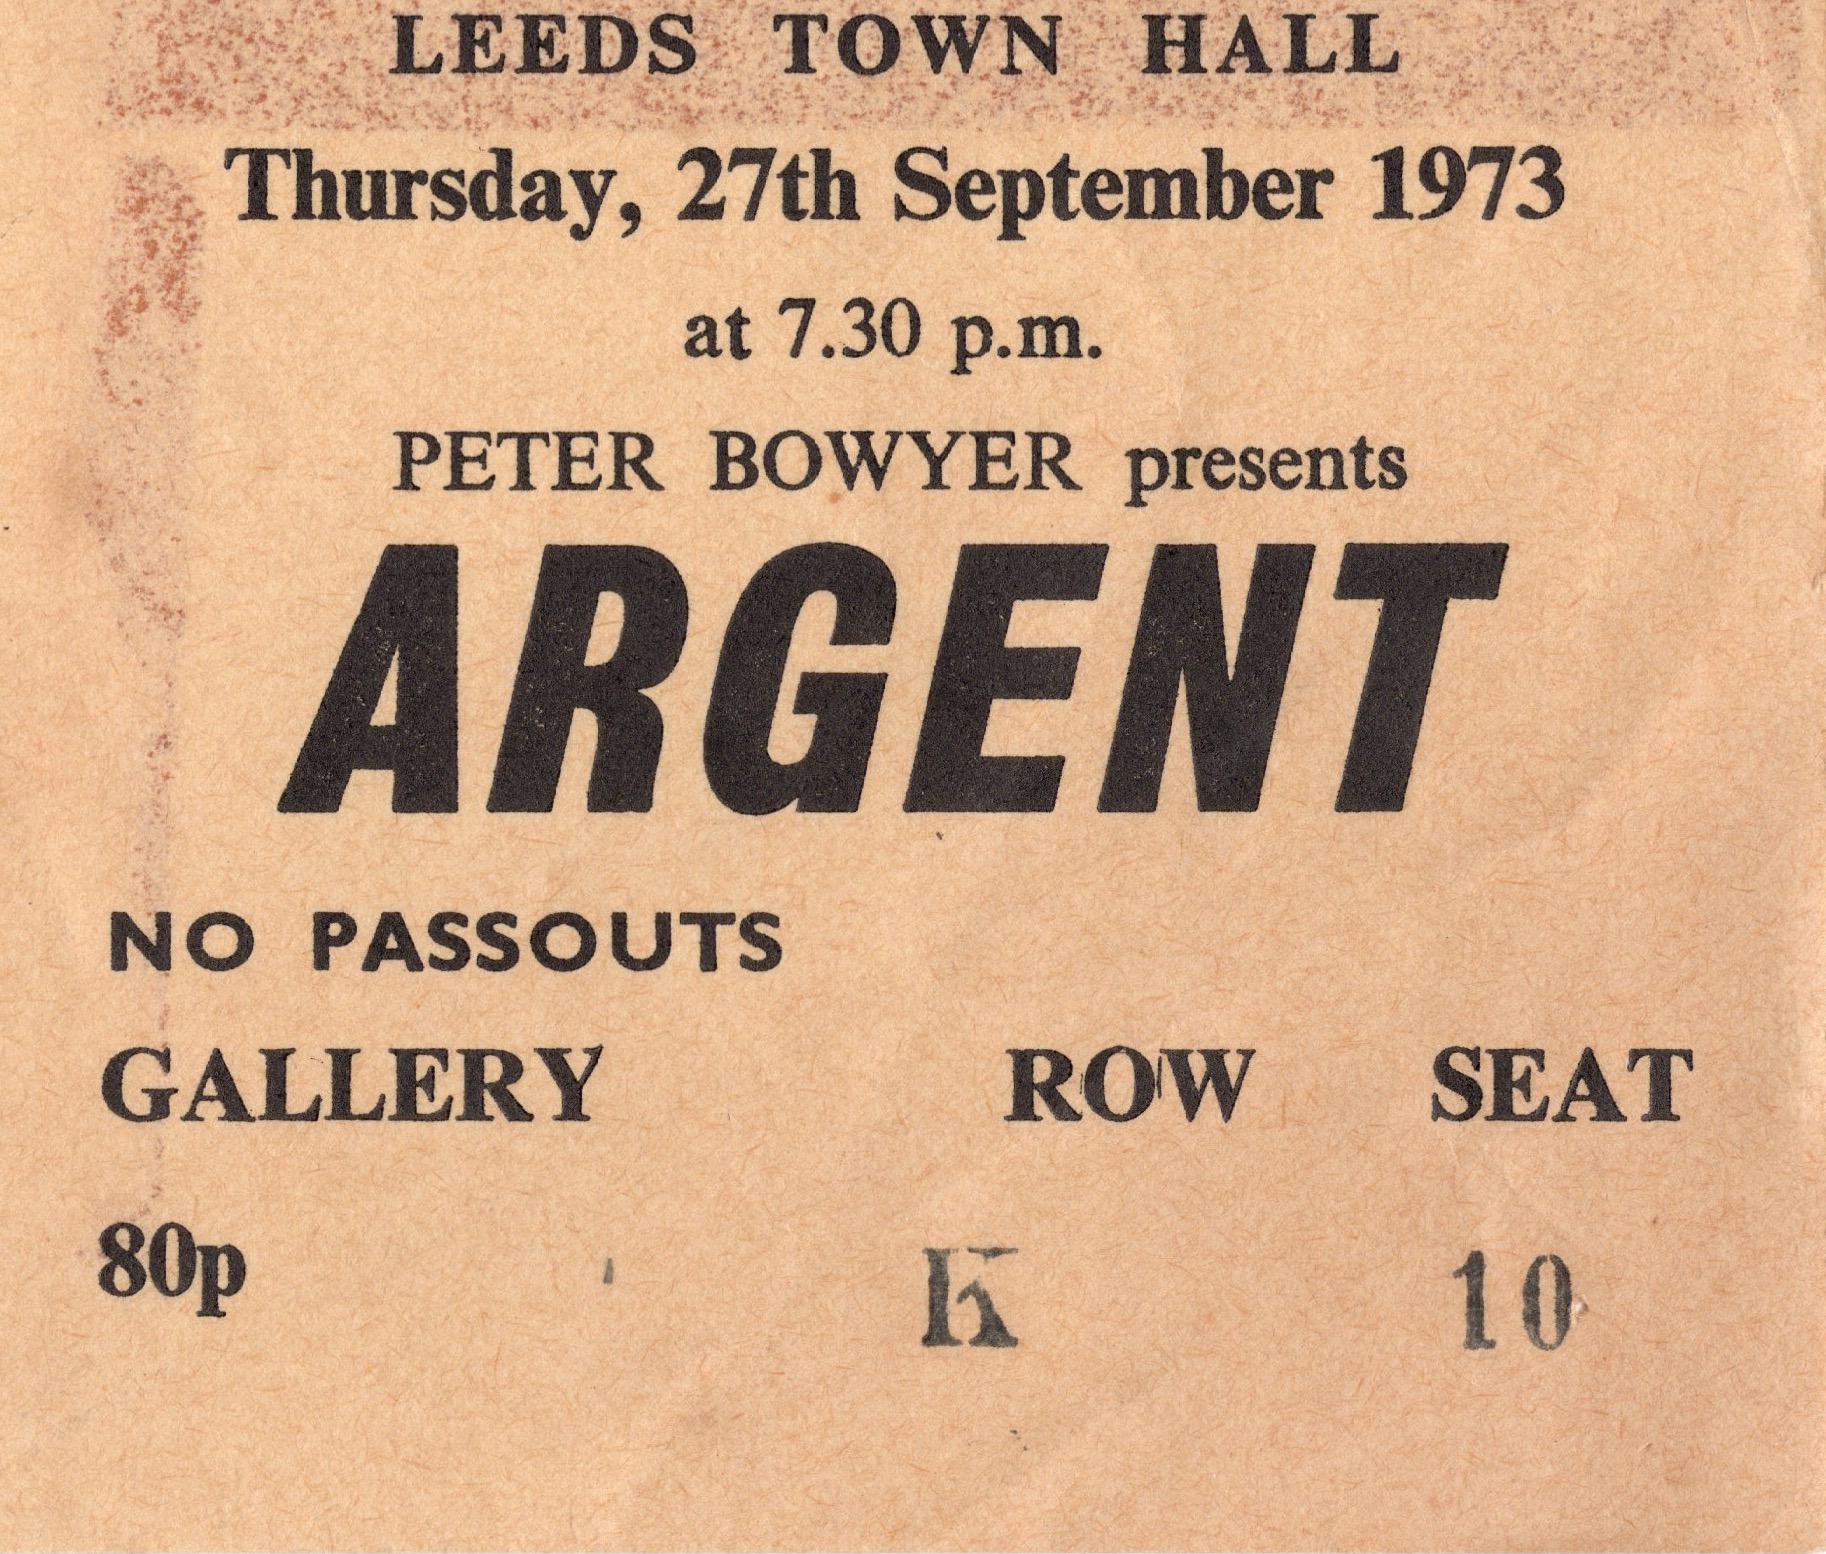 LEEDS TOWN HALL
Thursday, 27th September 1973
at 7.30 p.m.
PETER BOWYER presents
ARGENT
NO PASSOUTS
GALLERY ROW SEAT
80p K 10